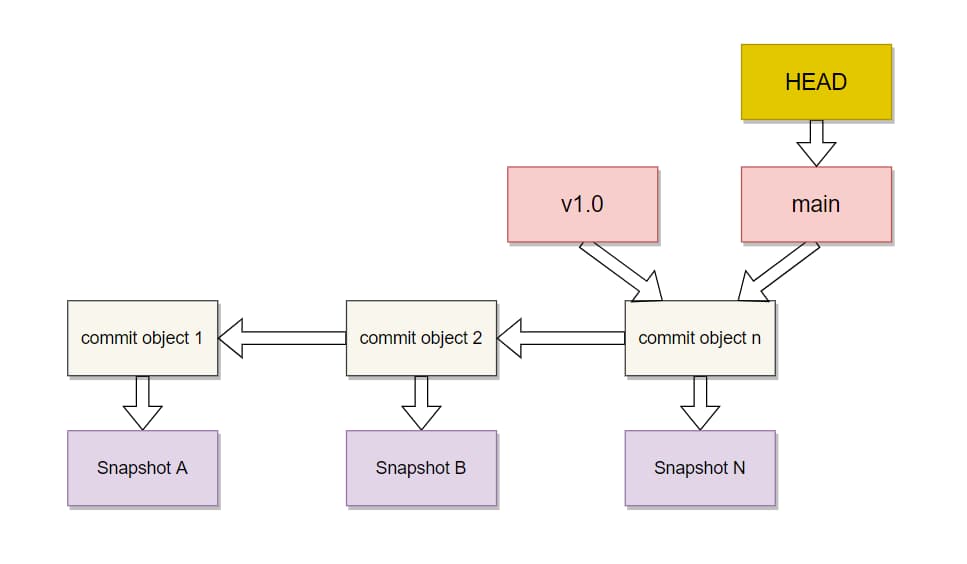 HEAD
v1.0
main
commit object 1
commit object 2
commit object n
Snapshot A
Snapshot B
Snapshot N